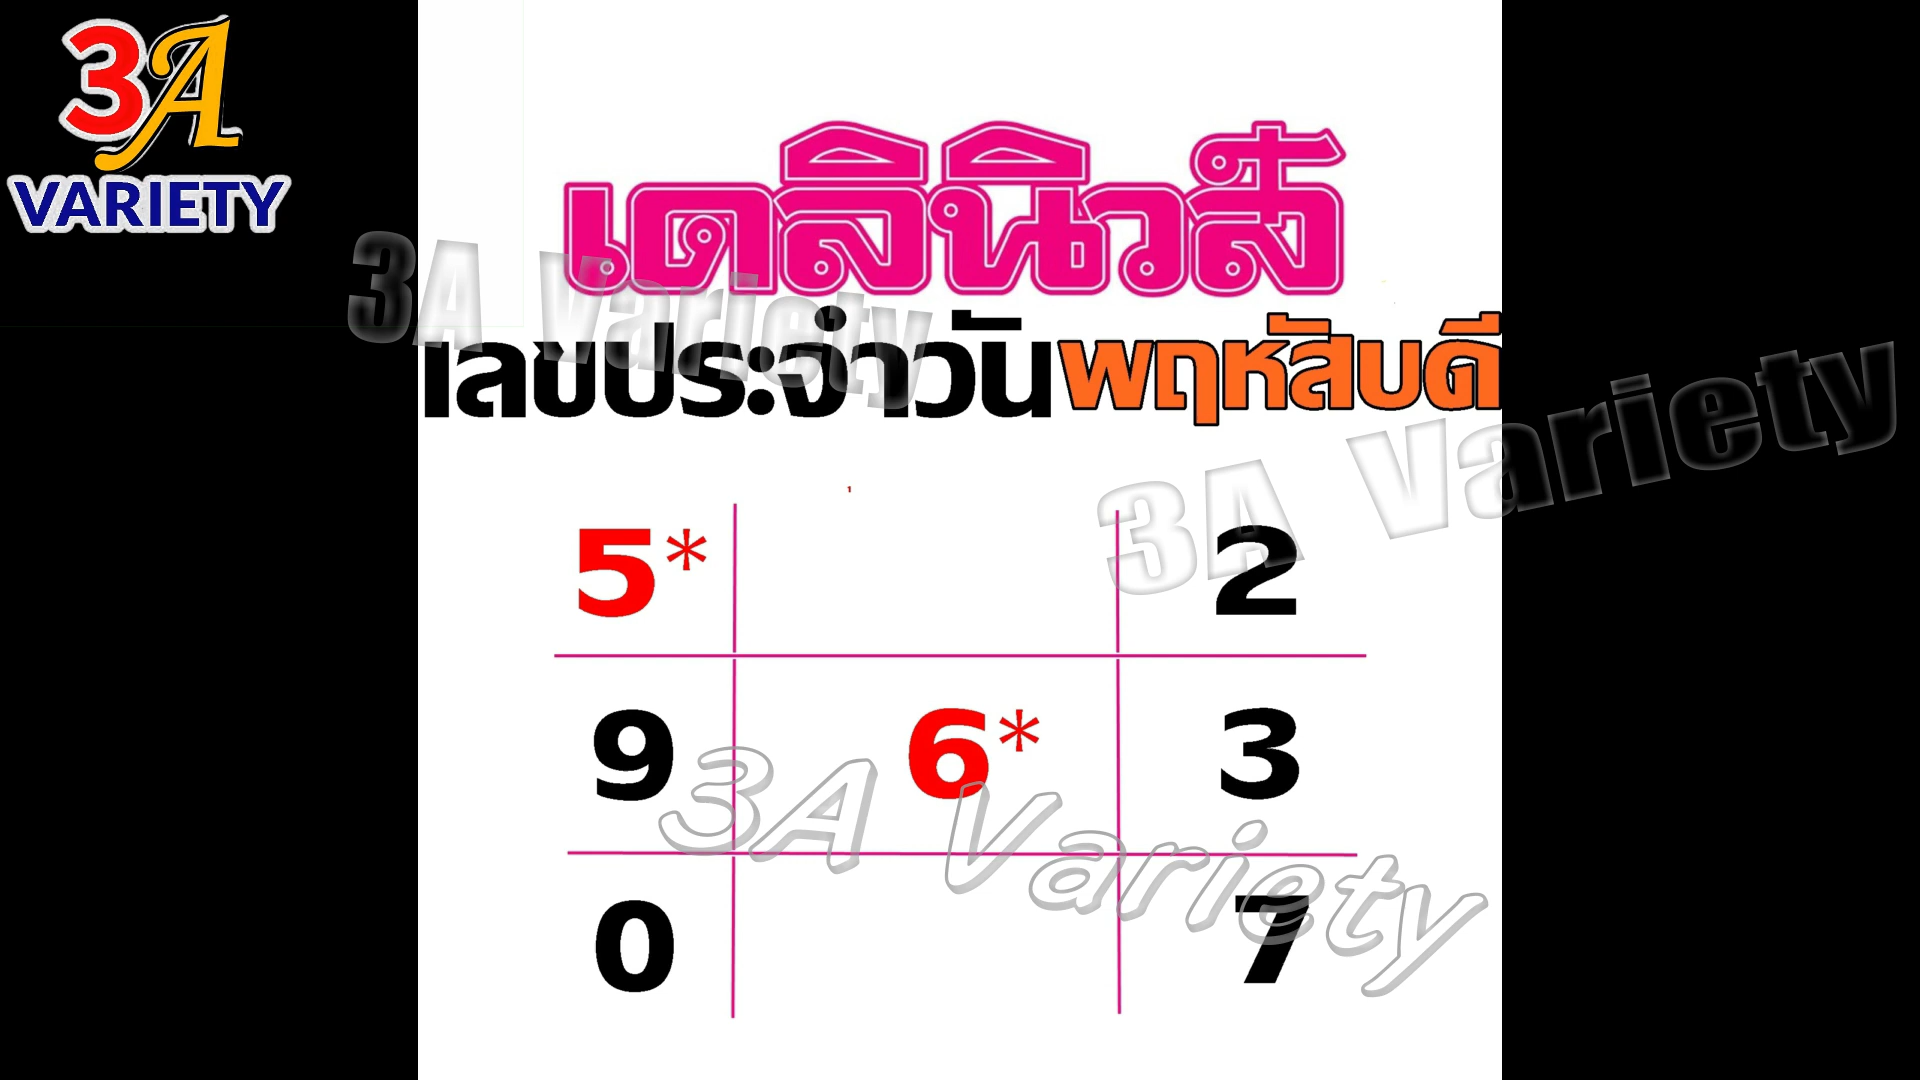 3A
VARIETY
เดลินิวส์
3A Variety
เลขประจำวันพฤหัสบดี
3A Variety
5* 2
9 6* 3
3A Variety
0 7